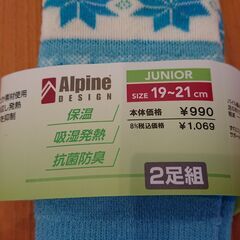 Alpine
DESIGN
保温
吸湿発熱
抗菌防臭
JUNIOR
SIZE 19~21 cm
本体価格 ¥990
8%税込価格 ¥1,069
2足組